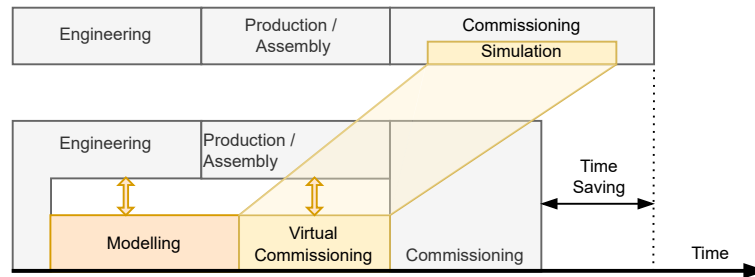 Engineering
Production /
Assembly
Commissioning
Simulation
Engineering
Production /
Assembly
Time
Saving
Modelling
Virtual
Commissioning
Commissioning
Time